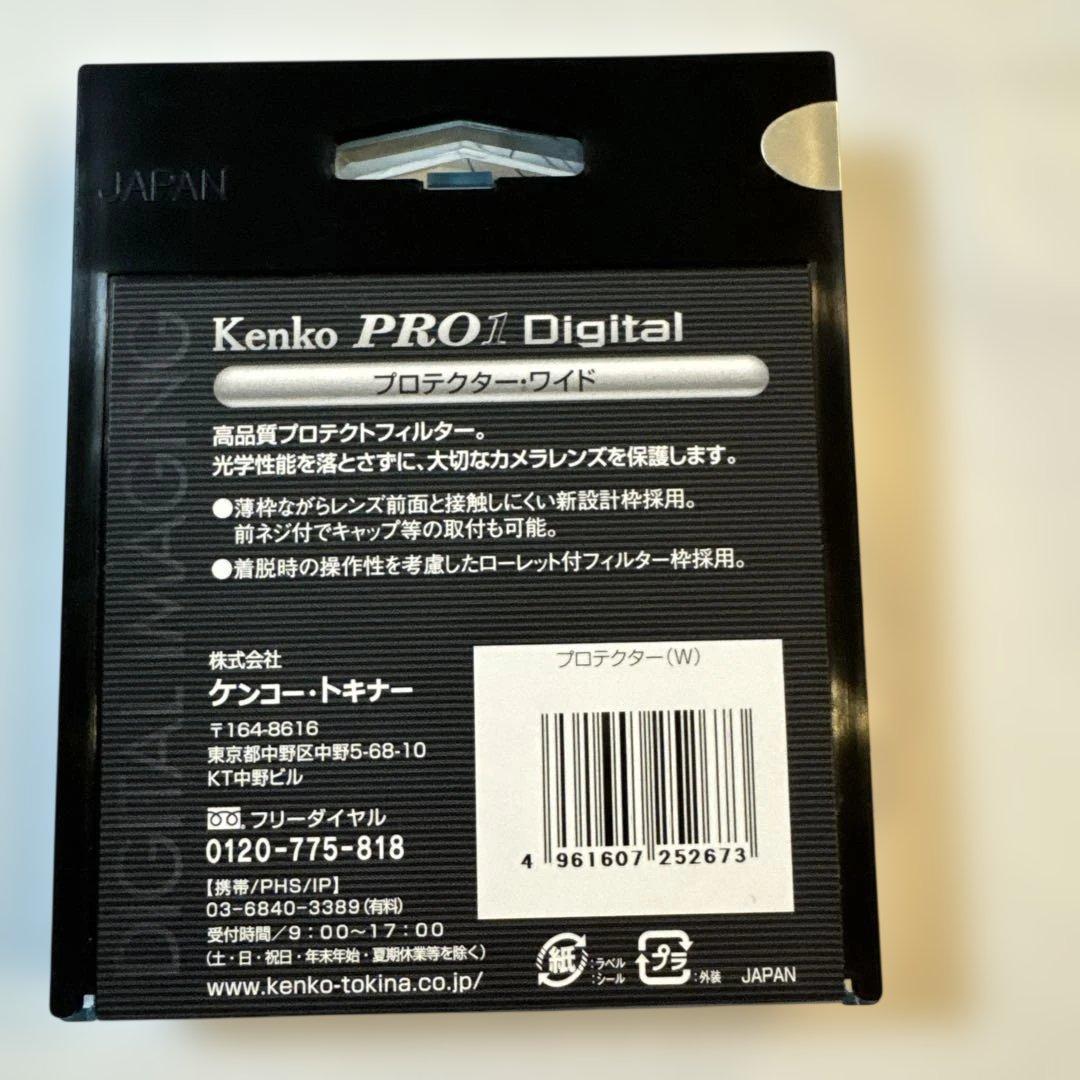 JAPAN
DIGITAL IMAGING
Kenko PRO1 Digital
プロテクター・ワイド
高品質プロテクトフィルター。
光学性能を落とさずに、大切なカメラレンズを保護します。
●薄枠ながらレンズ前面と接触しにくい新設計枠採用。
前ネジ付でキャップ等の取付も可能。
●着脱時の操作性を考慮したローレット付フィルター枠採用。
株式会社
ケンコー・トキナー
〒164-8616
東京都中野区中野5-68-10
KT中野ビル
フリーダイヤル
0120-775-818
【携帯/PHS/IP】
03-6840-3389(有料)
受付時間/9:00〜17:00
(土・日・祝日・年末年始・夏期休業等を除く)
www.kenko-tokina.co.jp/
プロテクター(W)
4 961607 252673
紙 :ラベル
:シール
プラ :外装
JAPAN